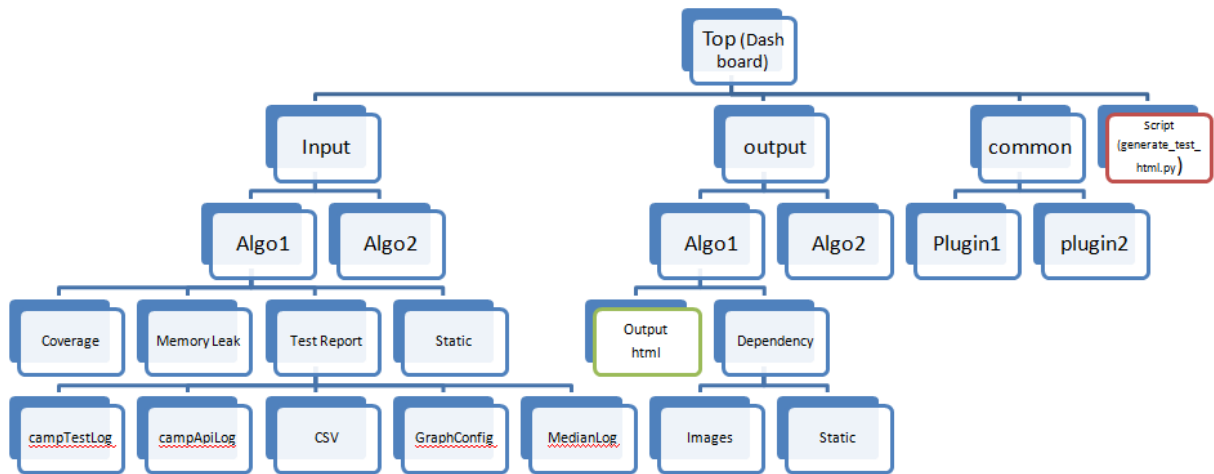 Top (Dash
board)
Input
output
common
Script
(generate_test_
html.py)
Algo1
Algo2
Algo1
Algo2
Plugin1
plugin2
Coverage
Memory Leak
Test Report
Static
Output
html
Dependency
campTestLog
campApiLog
CSV
GraphConfig
MedianLog
Images
Static